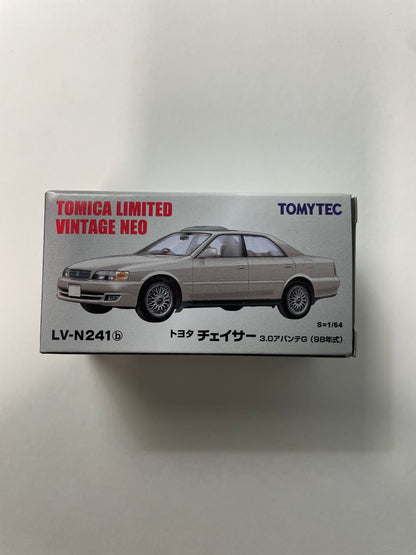 TOMICA LIMITED
VINTAGE NEO
TOMYTEC
S=1/64
LV-N241ⓑ
トヨタ チェイサー 3.0アバンテG (98年式)